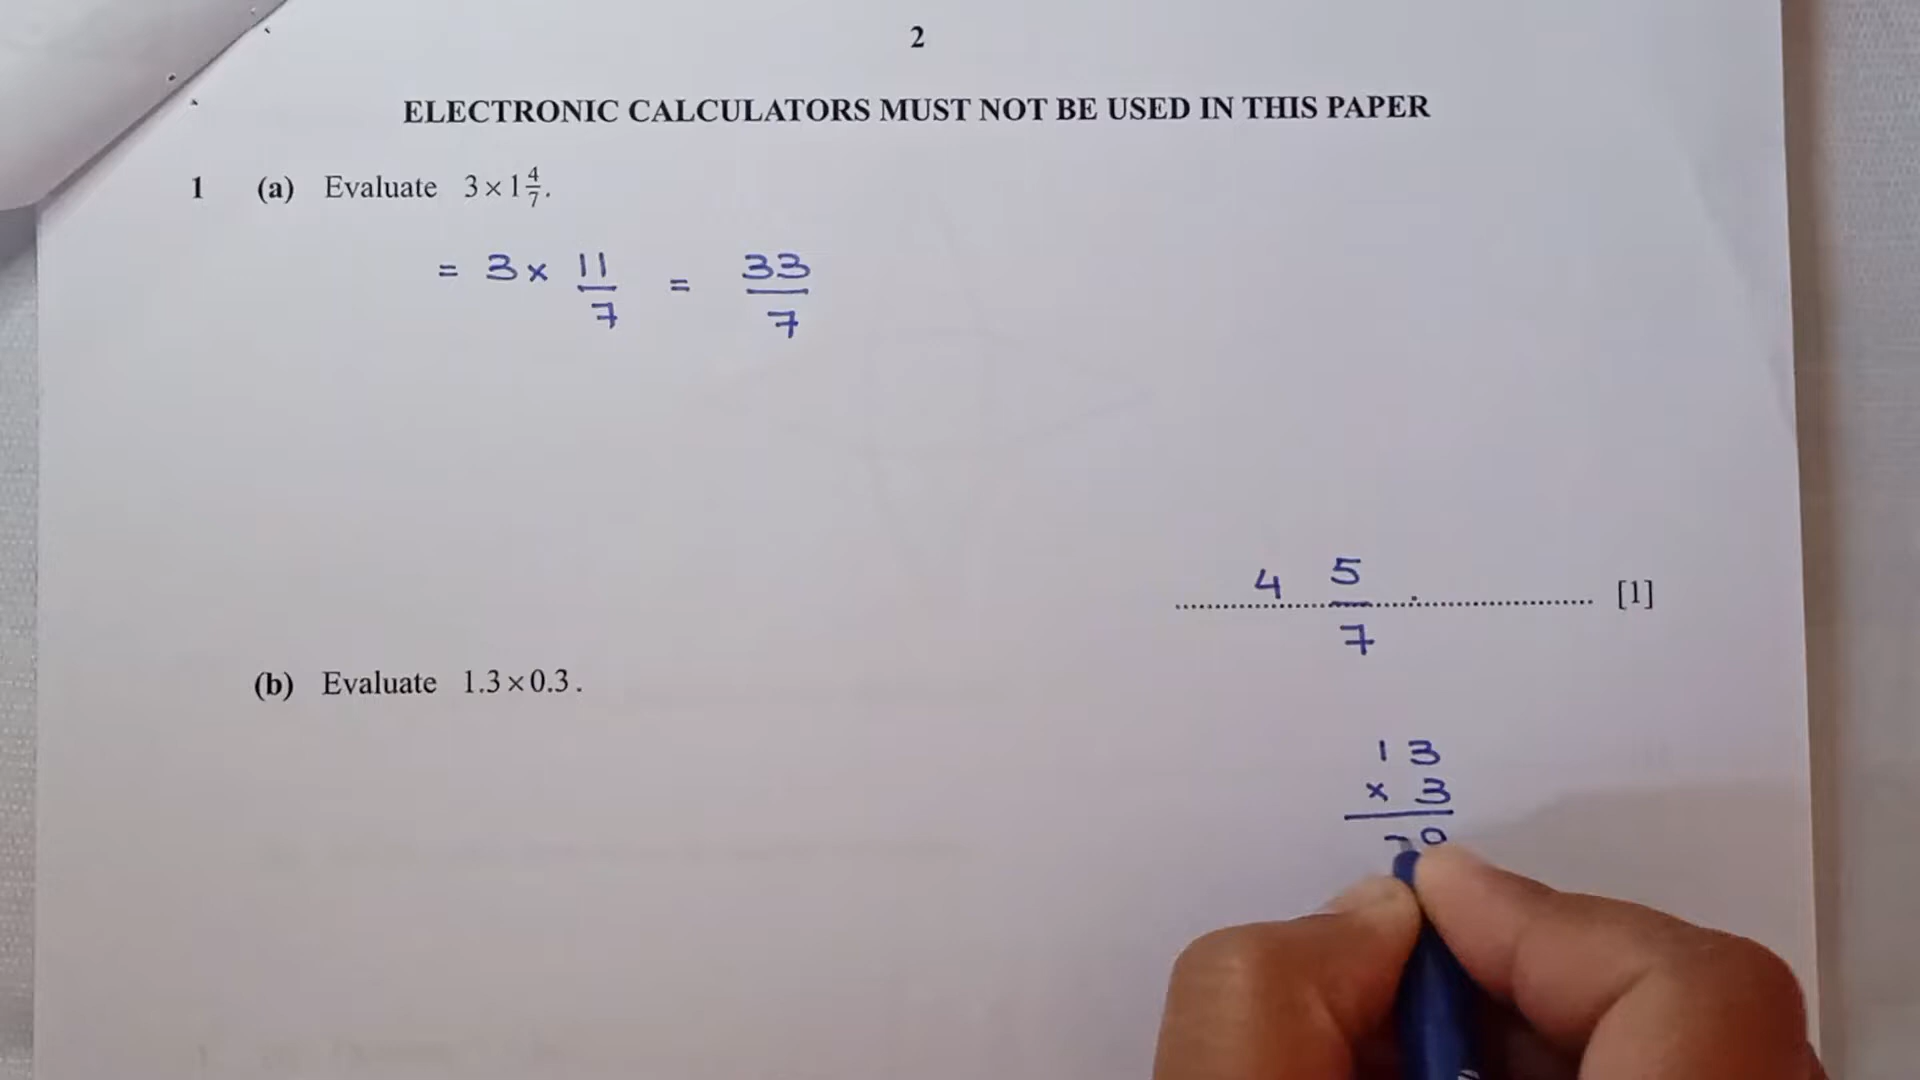 2
ELECTRONIC CALCULATORS MUST NOT BE USED IN THIS PAPER
1 (a) Evaluate 3 × 1 4/7.
= 3 × 11/7 = 33/7
4 5/7 . [1]
(b) Evaluate 1.3 × 0.3.
13
× 3